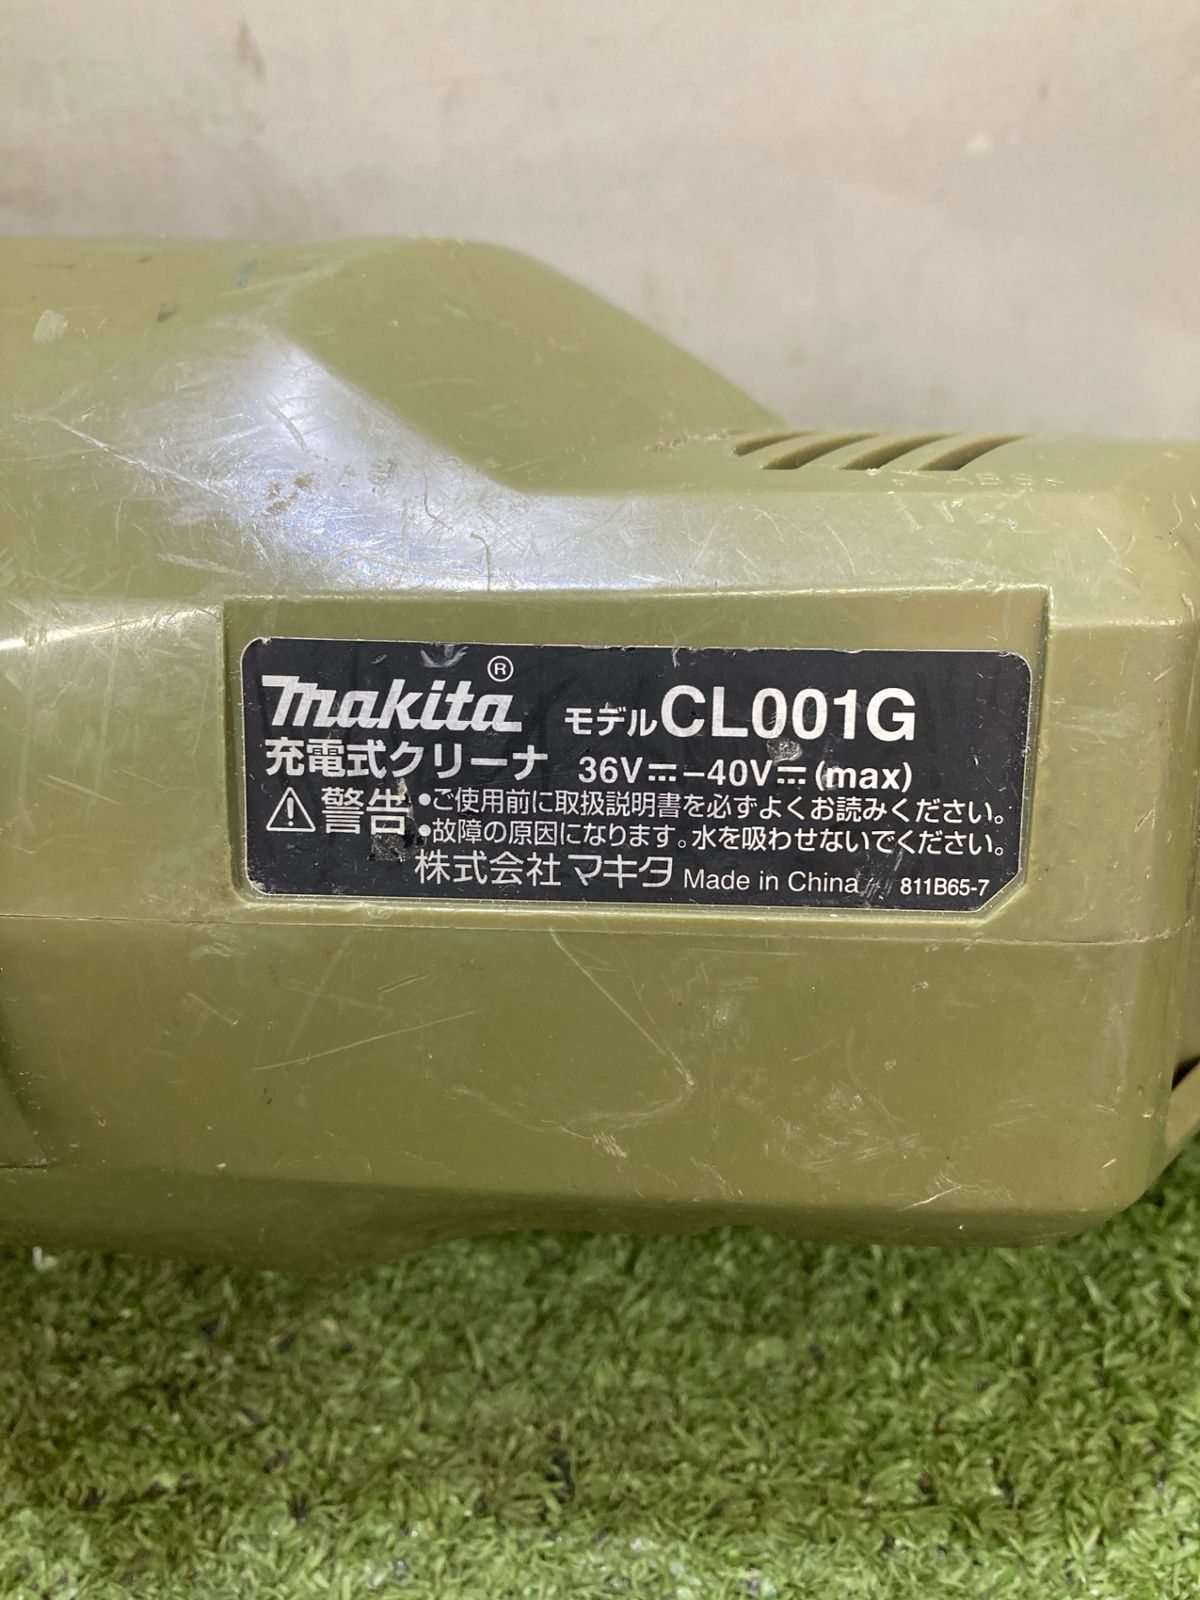 makita® モデルCL001G
充電式クリーナ 36V⎓–40V⎓(max)
⚠警告 •ご使用前に取扱説明書を必ずよくお読みください。
•故障の原因になります。水を吸わせないでください。
株式会社マキタ Made in China 811B65-7